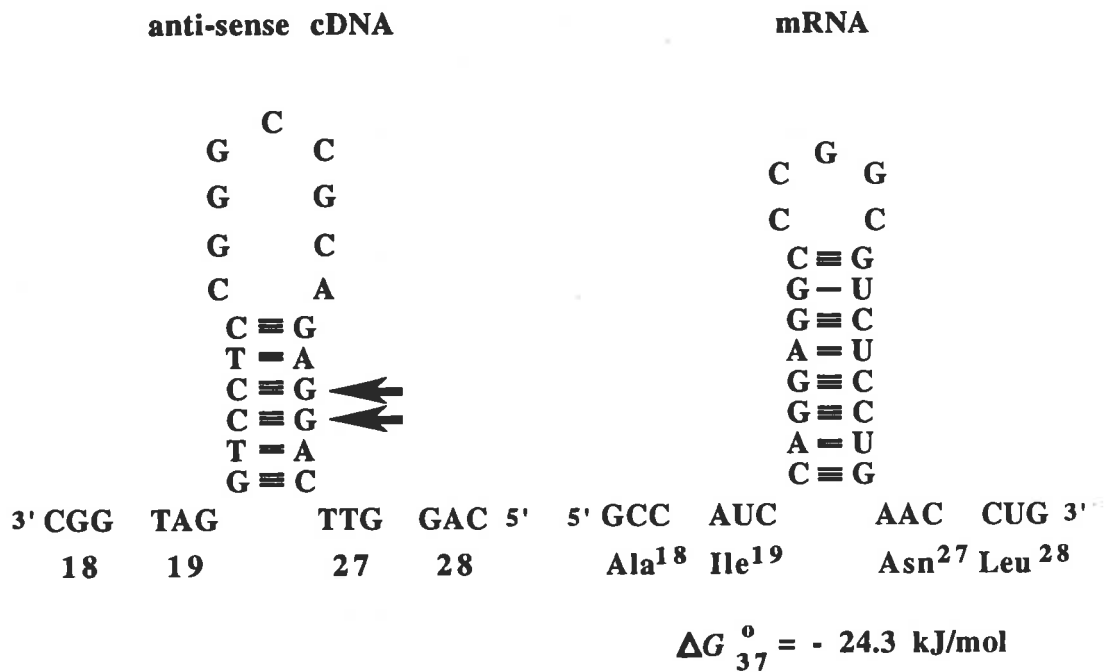 anti-sense cDNA
mRNA
C
G C
G G
G C
C A
C ≡ G
T = A
C ≡ G
C ≡ G
T = A
G ≡ C
3' CGG TAG TTG GAC 5'
18 19 27 28
G
C G
C C
C ≡ G
G – U
G ≡ C
A = U
G ≡ C
G ≡ C
A = U
C ≡ G
5' GCC AUC AAC CUG 3'
Ala18 Ile19 Asn27 Leu28
ΔG °37 = - 24.3 kJ/mol